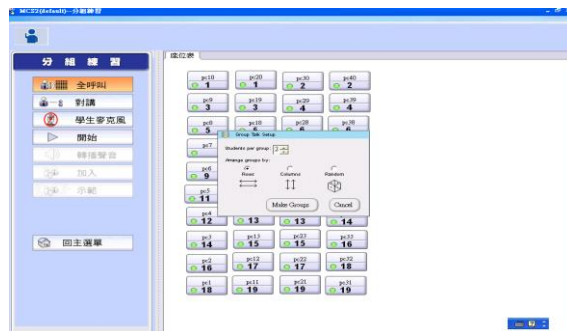 MCS2(default)--分組練習
分組練習
座位表
全呼叫
對講
學生麥克風
開始
轉播聲音
加入
示範
回主選單
pc10 pc20 pc30 pc40
1 1 2 2
pc9 pc19 pc29 pc39
3 3 4 4
pc8 pc18 pc28 pc38
5 5 6 6
pc7
Group Talk Setup
Students per group: 2
Arrange groups by:
Rows Columns Random
Make Groups Cancel
pc6
9
pc5
11
pc4
12 13 13 14
pc3 pc13 pc23 pc33
14 15 15 16
pc2 pc12 pc22 pc32
16 17 17 18
pc1 pc11 pc21 pc31
18 19 19